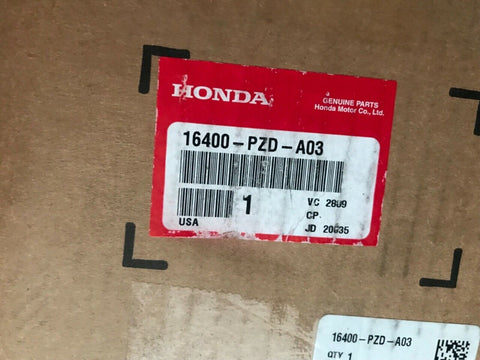 HONDA
GENUINE PARTS
Honda Motor Co., Ltd.
16400-PZD-A03
1
VC 2809
CP
USA
JD 20035
16400-PZD-A03
QTY 1